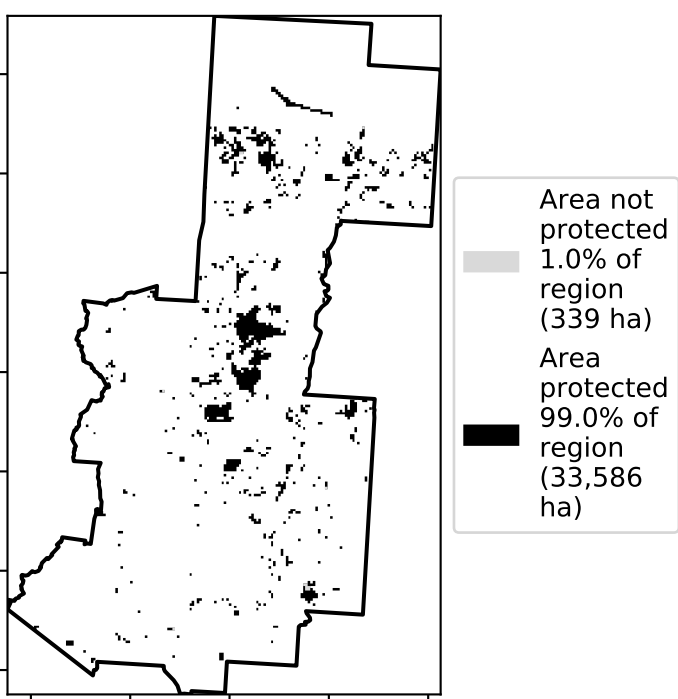 Area not
protected
1.0% of
region
(339 ha)
Area
protected
99.0% of
region
(33,586
ha)